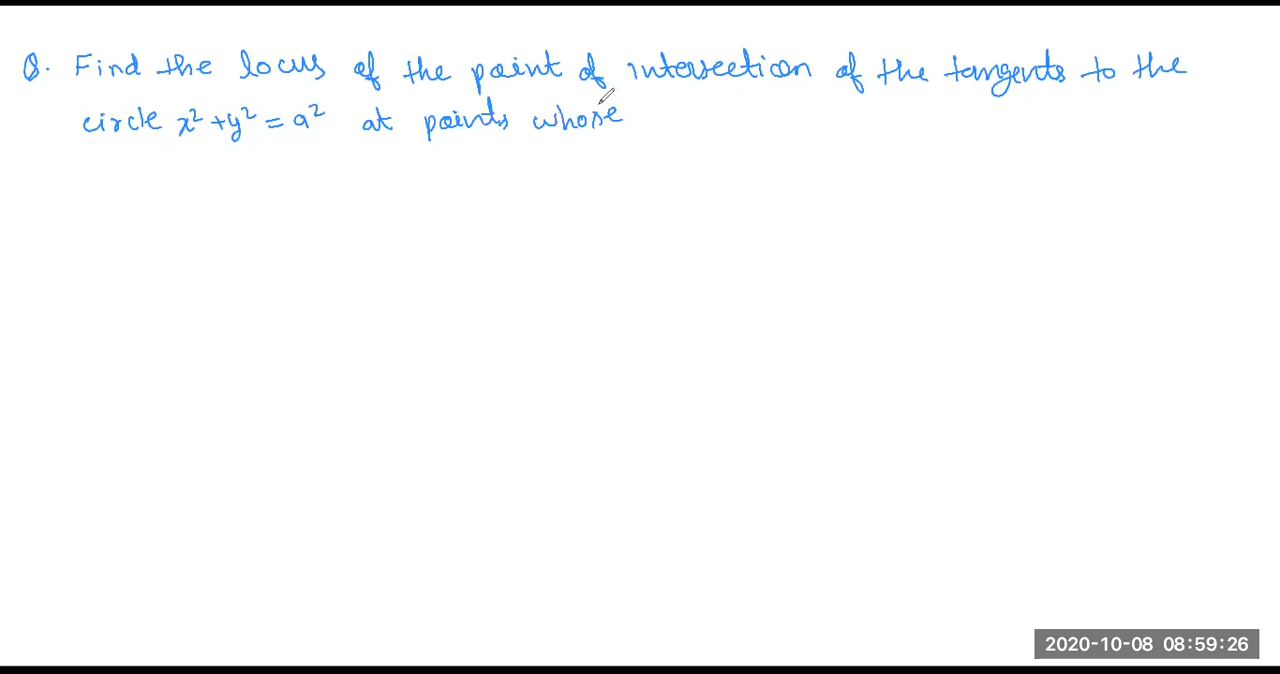 Q. Find the locus of the point of intersection of the tangents to the
circle x² + y² = a² at points whose
2020-10-08 08:59:26